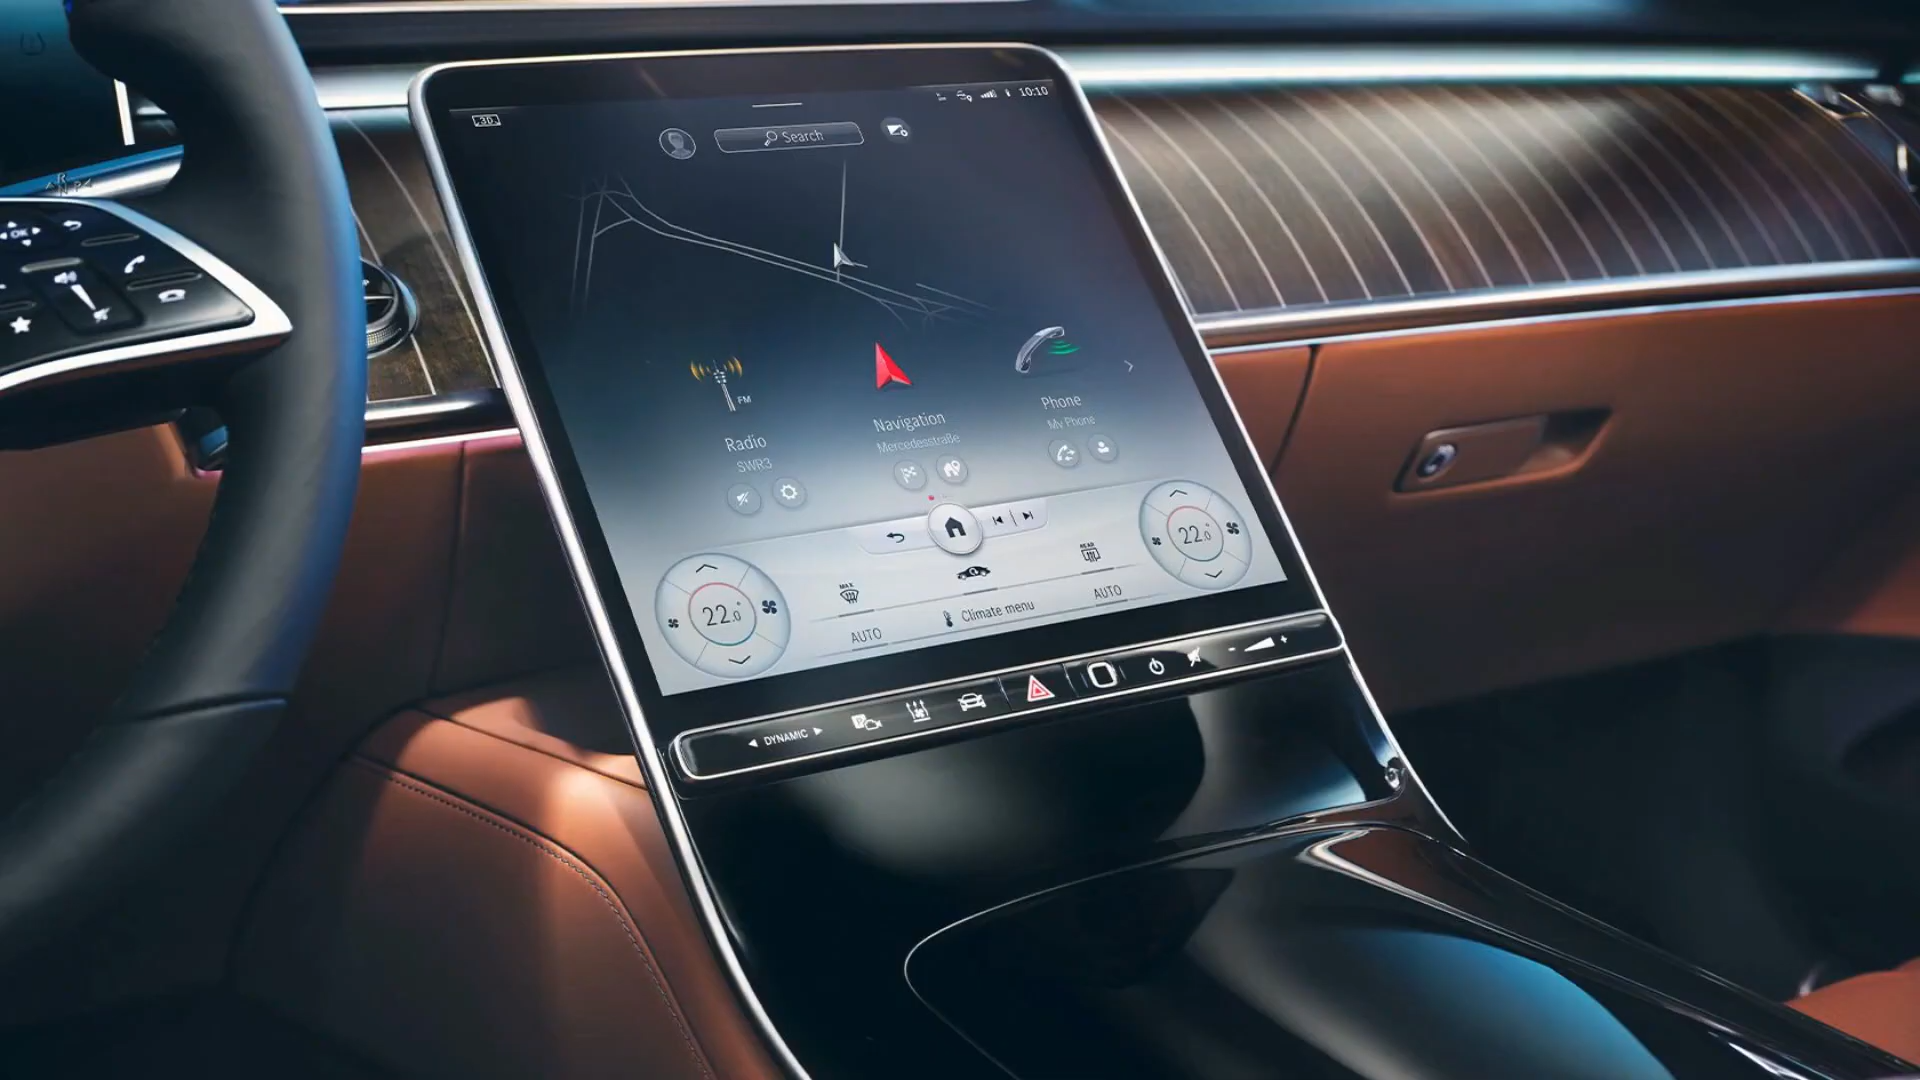 3D
10:10
Search
FM
Radio
SWR3
Navigation
Mercedesstraße
Phone
My Phone
22.0°
MAX
AUTO
Climate menu
REAR
AUTO
22.0°
DYNAMIC
P
- +
OK
R
N P